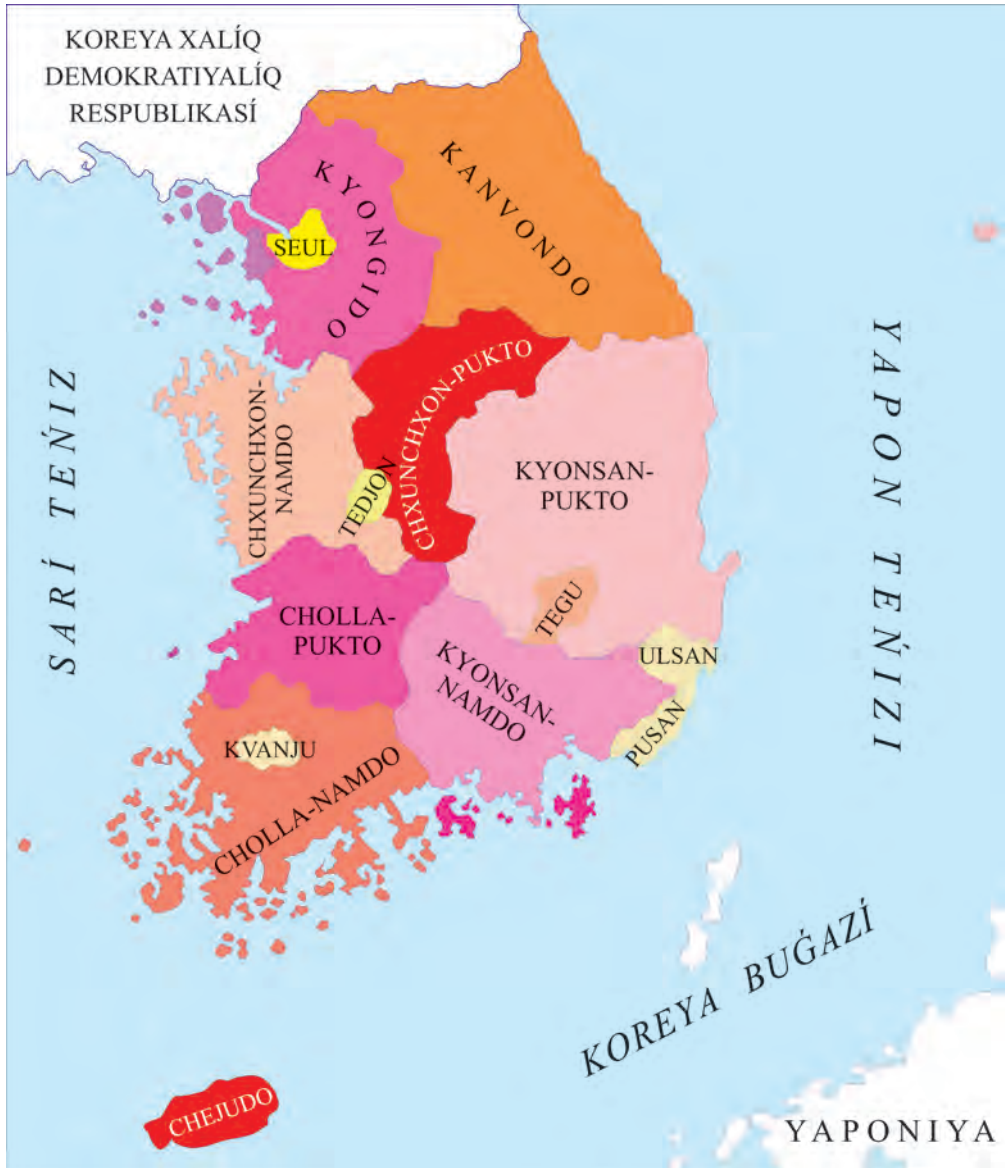 KOREYA XALÍQ
DEMOKRATIYALÍQ
RESPUBLIKASÍ
KYONGIDO
KANVONDO
SEUL
SARÍ TEŃIZ
YAPON TEŃIZI
CHXUNCHXON-
NAMDO
CHXUNCHXON-PUKTO
TEDJON
KYONSAN-
PUKTO
TEGU
CHOLLA-
PUKTO
KYONSAN-
NAMDO
ULSAN
PUSAN
KVANJU
CHOLLA-NAMDO
KOREYA BUǴAZÍ
CHEJUDO
YAPONIYA